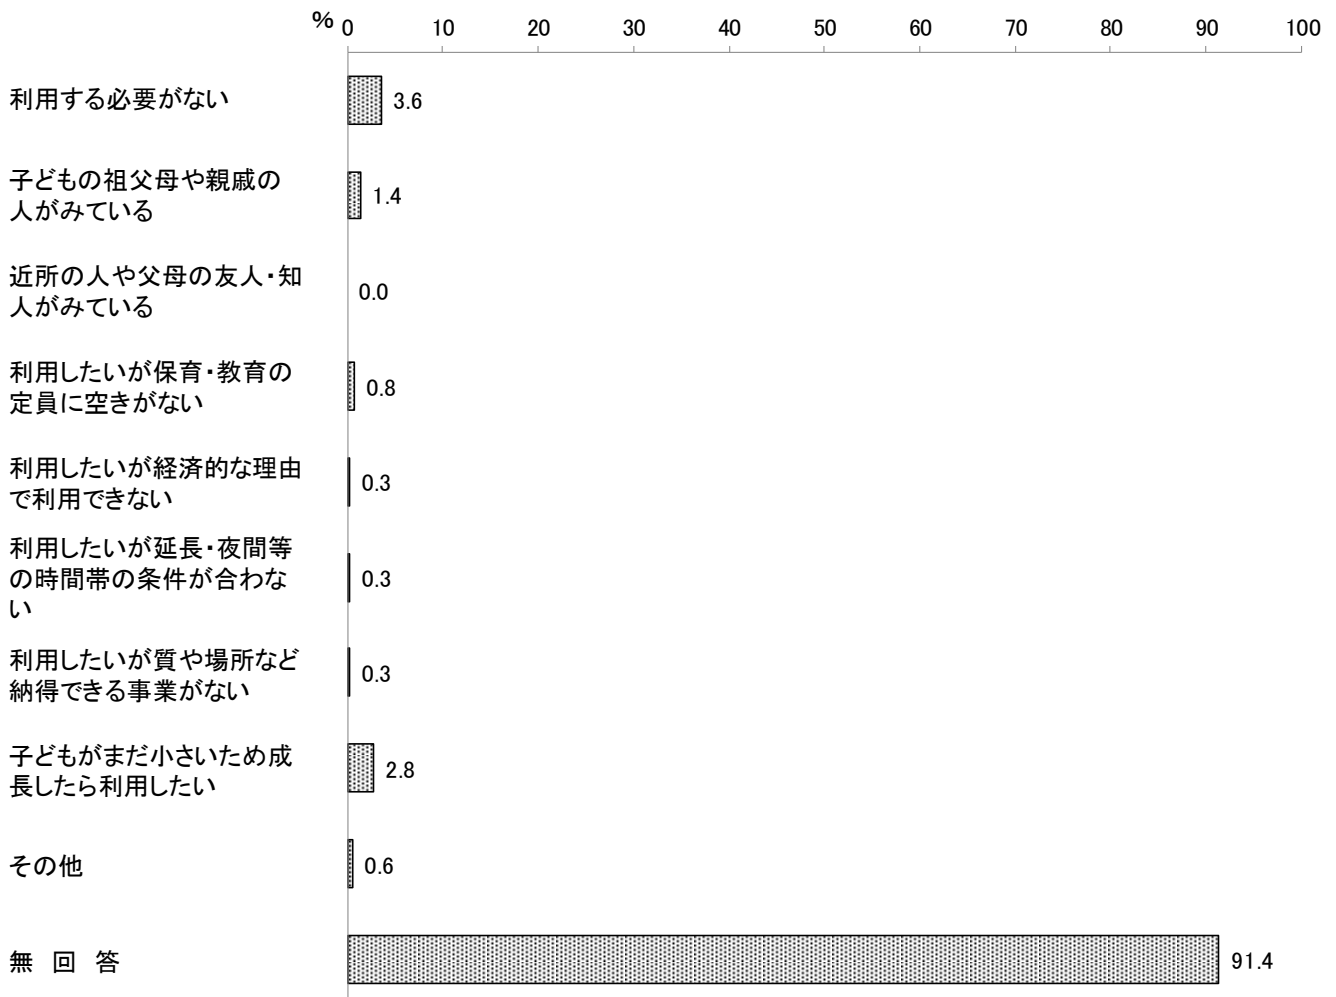 % 0 10 20 30 40 50 60 70 80 90 100
利用する必要がない 3.6
子どもの祖父母や親戚の
人がみている
1.4
近所の人や父母の友人・知
人がみている
0.0
利用したいが保育・教育の
定員に空きがない
0.8
利用したいが経済的な理由
で利用できない
0.3
利用したいが延長・夜間等
の時間帯の条件が合わな
い
0.3
利用したいが質や場所など
納得できる事業がない
0.3
子どもがまだ小さいため成
長したら利用したい
2.8
その他 0.6
無 回 答 91.4